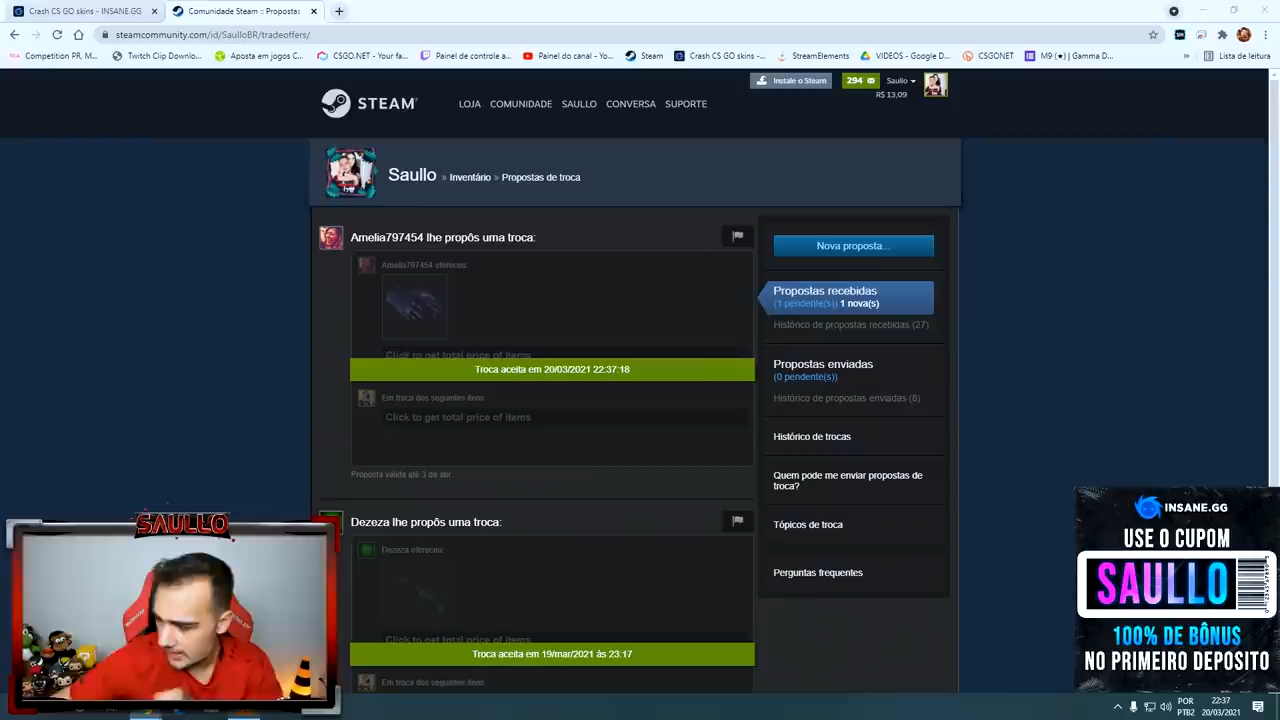 Crash CS GO skins - INSANE.GG
Comunidade Steam :: Propostas
steamcommunity.com/id/SaulloBR/tradeoffers/
Competition PR, M...
Twitch Clip Downlo...
Aposta em jogos C...
CSGO.NET - Your fa...
Painel de controle a...
Painel do canal - Yo...
Steam
Crash CS GO skins -...
StreamElements
VIDEOS - Google D...
CSGONET
M9 (★) | Gamma D...
»
Lista de leitura
Instale o Steam
294
Saullo
R$ 13,09
STEAM
LOJA COMUNIDADE SAULLO CONVERSA SUPORTE
Saullo » Inventário » Propostas de troca
Amelia797454 lhe propôs uma troca:
Amelia797454 ofereceu:
Click to get total price of items
Troca aceita em 20/03/2021 22:37:18
Em troca dos seguintes itens
Click to get total price of items
Proposta válida até 3 de abr
Dezeza lhe propôs uma troca:
Dezeza ofereceu:
Click to get total price of items
Troca aceita em 19/mar/2021 às 23:17
Em troca dos seguintes itens
Nova proposta...
Propostas recebidas
(1 pendente(s)) 1 nova(s)
Histórico de propostas recebidas (27)
Propostas enviadas
(0 pendente(s))
Histórico de propostas enviadas (8)
Histórico de trocas
Quem pode me enviar propostas de
troca?
Tópicos de troca
Perguntas frequentes
SAULLO
INSANE.GG
USE O CUPOM
SAULLO
100% DE BÔNUS
NO PRIMEIRO DEPOSITO
POR
PTB2
22:37
20/03/2021